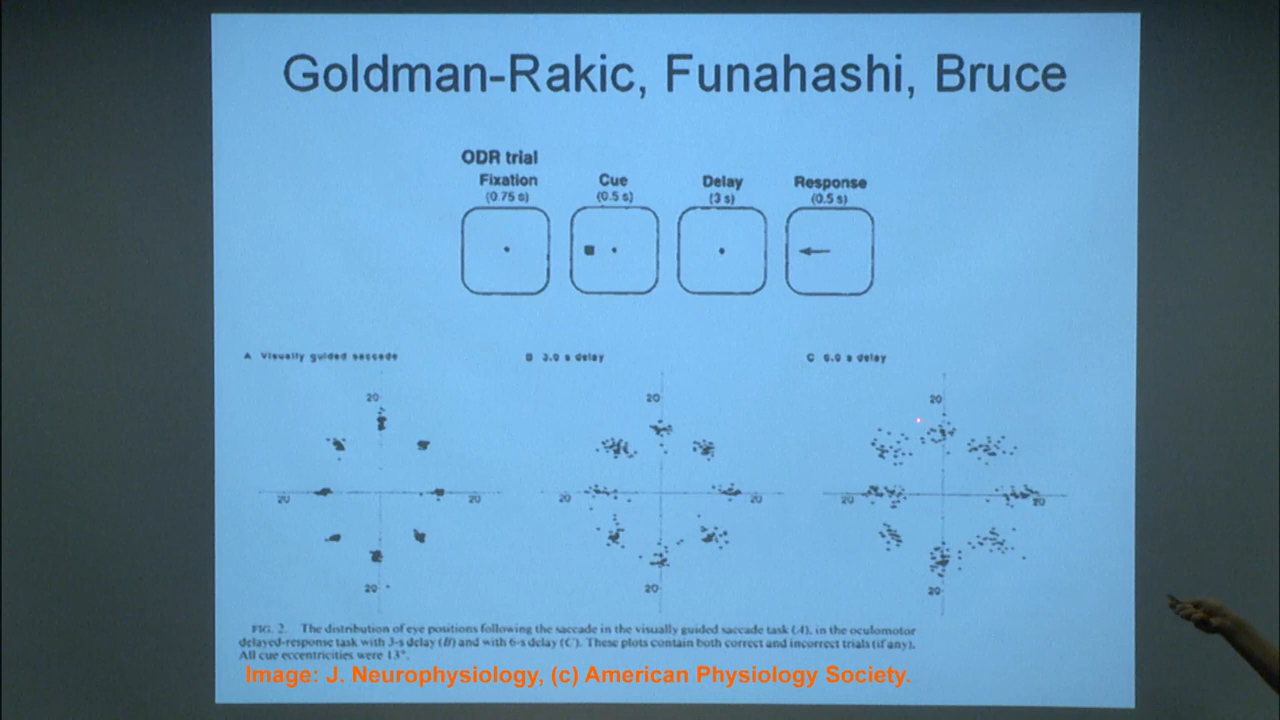 Goldman-Rakic, Funahashi, Bruce
ODR trial
Fixation Cue Delay Response
(0.75 s) (0.5 s) (3 s) (0.5 s)
A Visually guided saccade B 3.0 s delay C 6.0 s delay
20 20 20
20 20 20 20 20 20
20 20 20
FIG. 2. The distribution of eye positions following the saccade in the visually guided saccade task (A), in the oculomotor
delayed-response task with 3-s delay (B) and with 6-s delay (C). These plots contain both correct and incorrect trials (if any).
All cue eccentricities were 13°.
Image: J. Neurophysiology, (c) American Physiology Society.